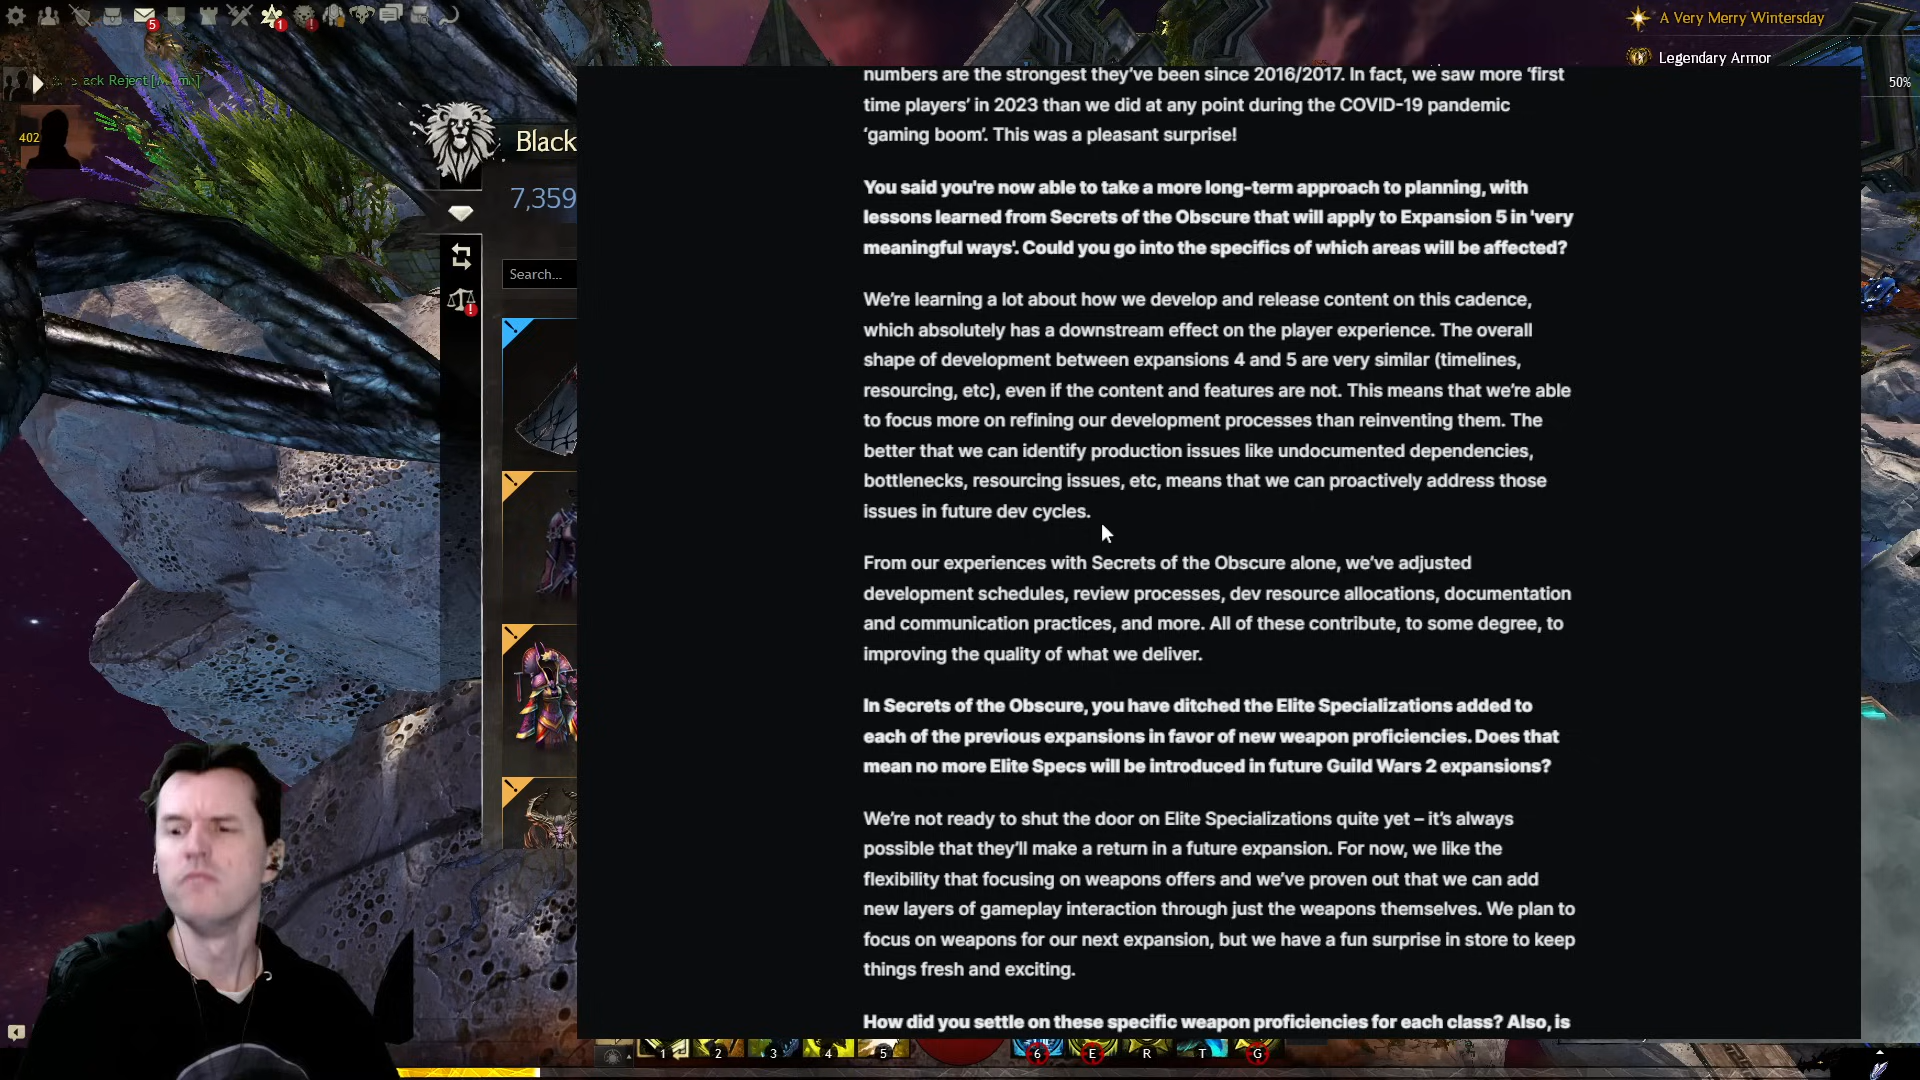 5
1
A Very Merry Wintersday
Legendary Armor
50%
ack Reject
402
Black
7,359
Search...
numbers are the strongest they've been since 2016/2017. In fact, we saw more 'first
time players' in 2023 than we did at any point during the COVID-19 pandemic
'gaming boom'. This was a pleasant surprise!
You said you're now able to take a more long-term approach to planning, with
lessons learned from Secrets of the Obscure that will apply to Expansion 5 in 'very
meaningful ways'. Could you go into the specifics of which areas will be affected?
We're learning a lot about how we develop and release content on this cadence,
which absolutely has a downstream effect on the player experience. The overall
shape of development between expansions 4 and 5 are very similar (timelines,
resourcing, etc), even if the content and features are not. This means that we're able
to focus more on refining our development processes than reinventing them. The
better that we can identify production issues like undocumented dependencies,
bottlenecks, resourcing issues, etc, means that we can proactively address those
issues in future dev cycles.
From our experiences with Secrets of the Obscure alone, we've adjusted
development schedules, review processes, dev resource allocations, documentation
and communication practices, and more. All of these contribute, to some degree, to
improving the quality of what we deliver.
In Secrets of the Obscure, you have ditched the Elite Specializations added to
each of the previous expansions in favor of new weapon proficiencies. Does that
mean no more Elite Specs will be introduced in future Guild Wars 2 expansions?
We're not ready to shut the door on Elite Specializations quite yet – it's always
possible that they'll make a return in a future expansion. For now, we like the
flexibility that focusing on weapons offers and we've proven out that we can add
new layers of gameplay interaction through just the weapons themselves. We plan to
focus on weapons for our next expansion, but we have a fun surprise in store to keep
things fresh and exciting.
How did you settle on these specific weapon proficiencies for each class? Also, is
1 2 3 4 5 6 E R T G